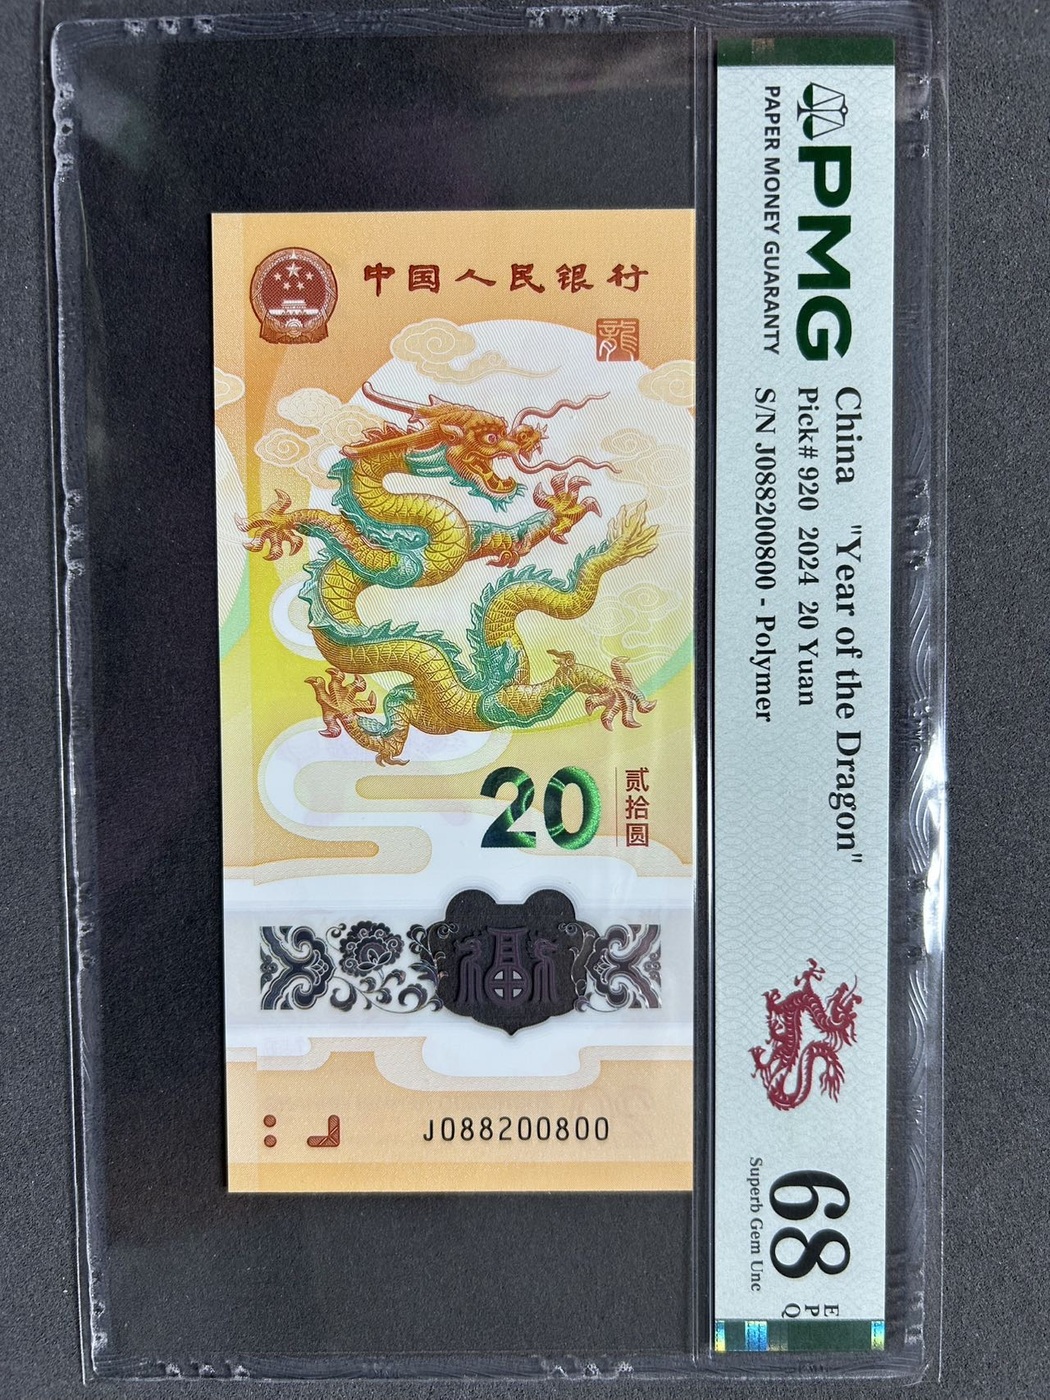 中国人民银行
龍
20
贰拾圆
J088200800
PMG
PAPER MONEY GUARANTY
China "Year of the Dragon"
Pick# 920 2024 20 Yuan
S/N J088200800 - Polymer
68
EPQ
Superb Gem Unc